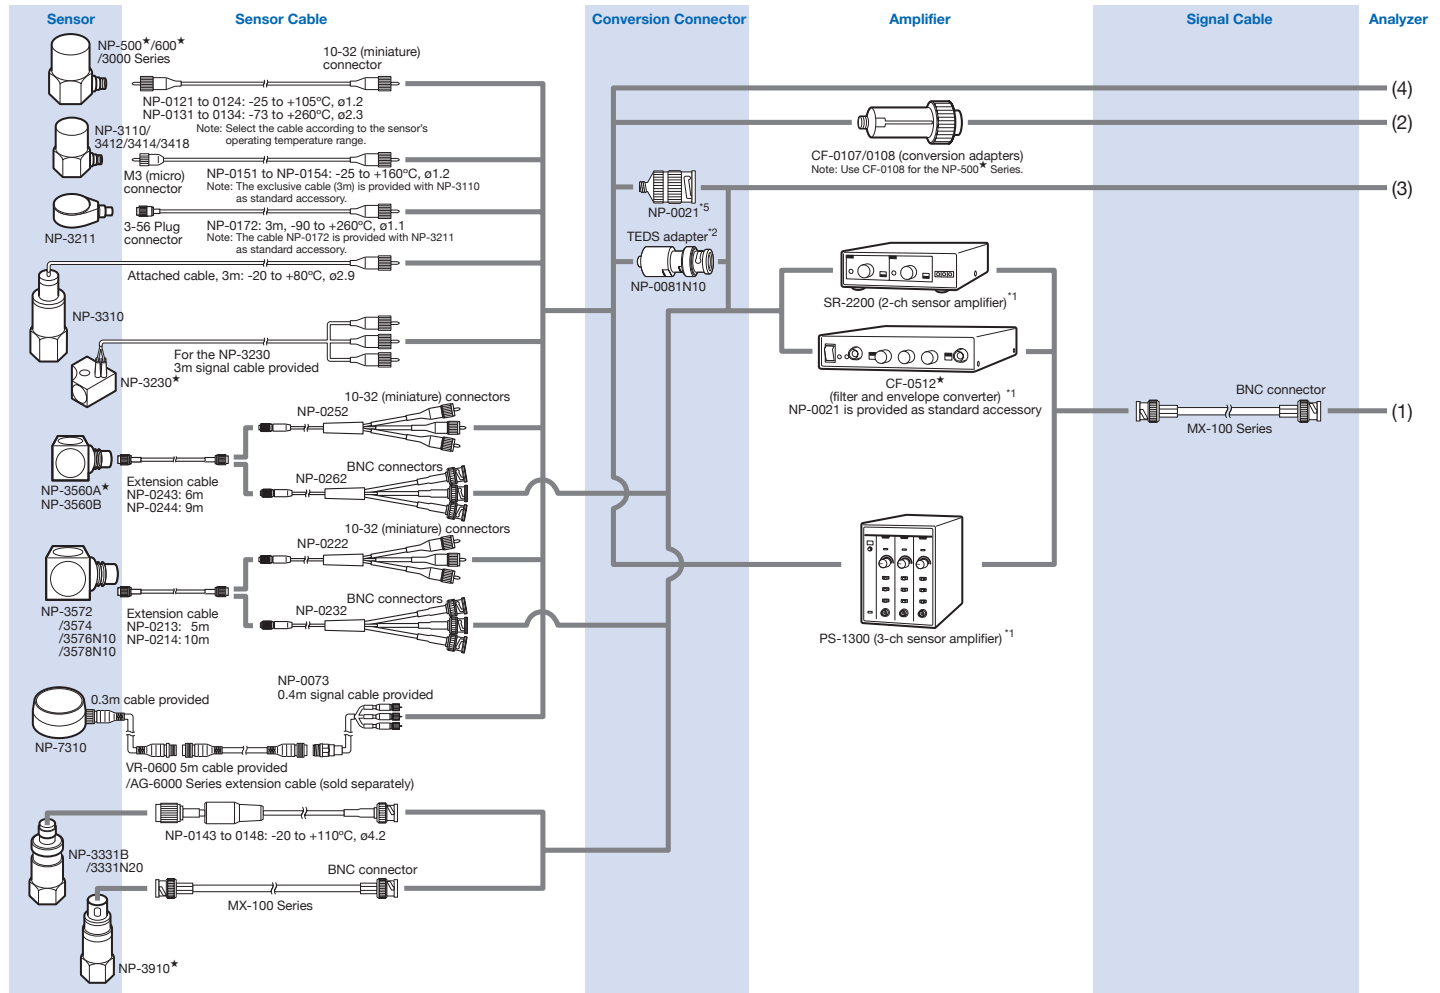 Sensor
Sensor Cable
Conversion Connector
Amplifier
Signal Cable
Analyzer
NP-500★/600★
/3000 Series
10-32 (miniature)
connector
NP-0121 to 0124: -25 to +105ºC, ø1.2
NP-0131 to 0134: -73 to +260ºC, ø2.3
Note: Select the cable according to the sensor's
operating temperature range.
NP-3110/
3412/3414/3418
M3 (micro)
connector
NP-0151 to NP-0154: -25 to +160ºC, ø1.2
Note: The exclusive cable (3m) is provided with NP-3110
as standard accessory.
NP-3211
3-56 Plug
connector
NP-0172: 3m, -90 to +260ºC, ø1.1
Note: The cable NP-0172 is provided with NP-3211
as standard accessory.
Attached cable, 3m: -20 to +80ºC, ø2.9
NP-3310
For the NP-3230
3m signal cable provided
NP-3230★
10-32 (miniature) connectors
NP-0252
BNC connectors
NP-0262
Extension cable
NP-0243: 6m
NP-0244: 9m
NP-3560A★
NP-3560B
10-32 (miniature) connectors
NP-0222
BNC connectors
NP-0232
Extension cable
NP-0213: 5m
NP-0214: 10m
NP-3572
/3574
/3576N10
/3578N10
NP-0073
0.4m signal cable provided
0.3m cable provided
NP-7310
VR-0600 5m cable provided
/AG-6000 Series extension cable (sold separately)
NP-0143 to 0148: -20 to +110ºC, ø4.2
NP-3331B
/3331N20
BNC connector
MX-100 Series
NP-3910★
NP-0021*5
TEDS adapter*2
NP-0081N10
CF-0107/0108 (conversion adapters)
Note: Use CF-0108 for the NP-500★ Series.
SR-2200 (2-ch sensor amplifier)*1
CF-0512★
(filter and envelope converter) *1
NP-0021 is provided as standard accessory
PS-1300 (3-ch sensor amplifier)*1
BNC connector
MX-100 Series
(4)
(2)
(3)
(1)